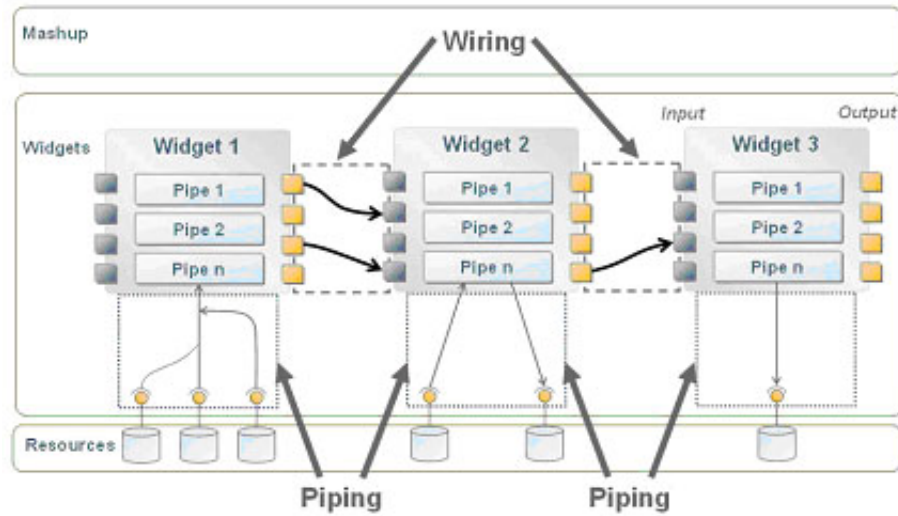 Mashup
Wiring
Input
Output
Widgets
Widget 1
Widget 2
Widget 3
Pipe 1
Pipe 1
Pipe 1
Pipe 2
Pipe 2
Pipe 2
Pipe n
Pipe n
Pipe n
Resources
Piping
Piping